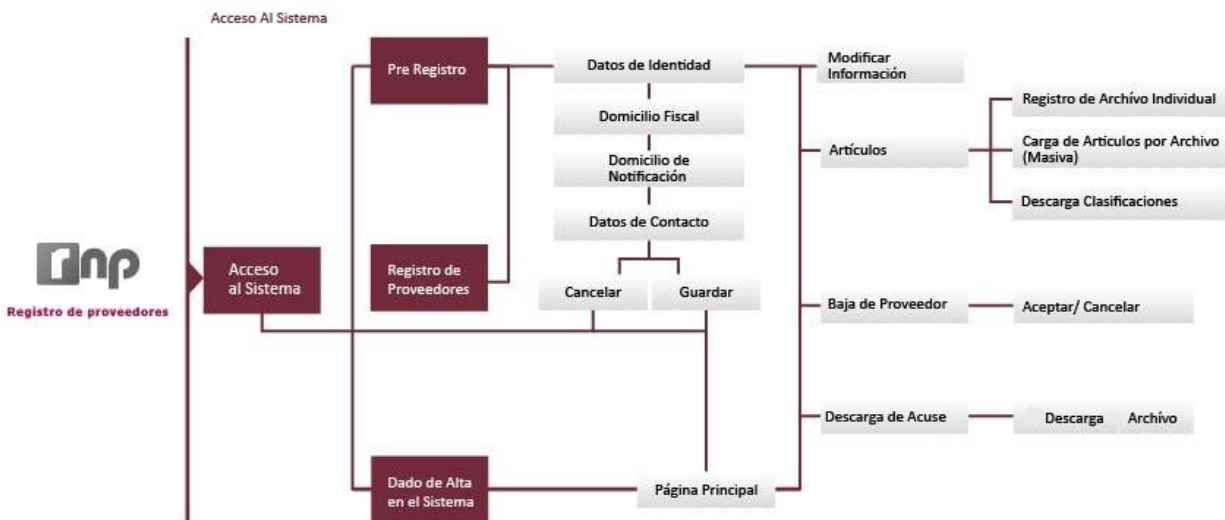 Acceso Al Sistema
rnp
Registro de proveedores
Acceso
al Sistema
Pre Registro
Registro de
Proveedores
Dado de Alta
en el Sistema
Datos de Identidad
Domicilio Fiscal
Domicilio de
Notificación
Datos de Contacto
Cancelar
Guardar
Página Principal
Modificar
Información
Artículos
Baja de Proveedor
Descarga de Acuse
Registro de Archívo Individual
Carga de Artículos por Archivo
(Masiva)
Descarga Clasificaciones
Aceptar/ Cancelar
Descarga Archívo